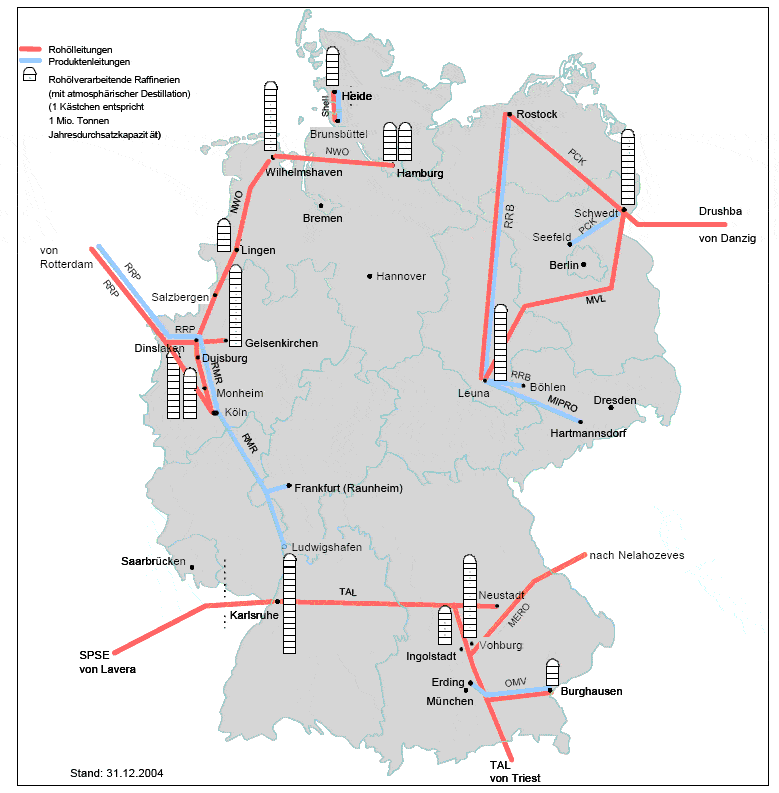 Rohölleitungen
Produktenleitungen
Rohölverarbeitende Raffinerien
(mit atmosphärischer Destillation)
(1 Kästchen entspricht
1 Mio. Tonnen
Jahresdurchsatzkapazität)
Heide
Shell
Brunsbüttel
Rostock
NWO
Wilhelmshaven
Hamburg
PCK
NWO
Bremen
RRB
Schwedt
Drushba
von Danzig
PCK
Seefeld
Berlin
von
Rotterdam
RRP
RRP
Lingen
Hannover
Salzbergen
MVL
RRP
Dinslaken
Gelsenkirchen
Duisburg
RMR
Monheim
Köln
RRB
Leuna
Böhlen
MIPRO
Dresden
Hartmannsdorf
RMR
Frankfurt (Raunheim)
Ludwigshafen
Saarbrücken
nach Nelahozeves
TAL
Neustadt
MERO
Karlsruhe
SPSE
von Lavera
Vohburg
Ingolstadt
Erding
OMV
München
Burghausen
TAL
von Triest
Stand: 31.12.2004